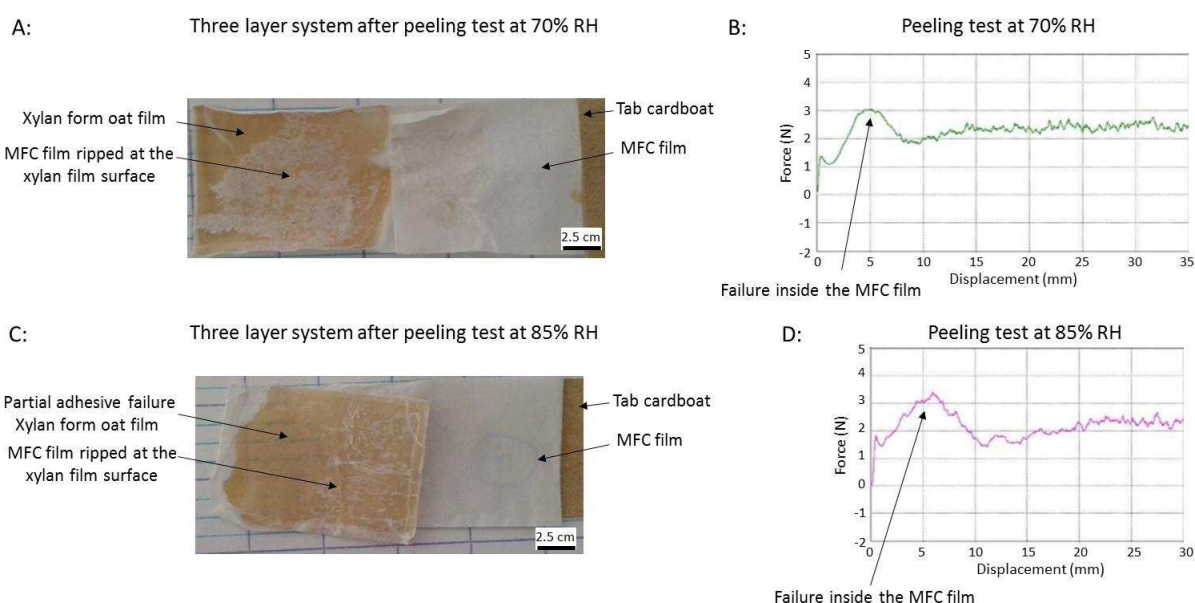 A:
Three layer system after peeling test at 70% RH
Xylan form oat film
MFC film ripped at the
xylan film surface
Tab cardboat
MFC film
2.5 cm
B:
Peeling test at 70% RH
Force (N)
5
4
3
2
1
0
-1
-2
0 5 10 15 20 25 30 35
Displacement (mm)
Failure inside the MFC film
C:
Three layer system after peeling test at 85% RH
Partial adhesive failure
Xylan form oat film
MFC film ripped at the
xylan film surface
Tab cardboat
MFC film
2.5 cm
D:
Peeling test at 85% RH
Force (N)
5
4
3
2
1
0
-1
-2
0 5 10 15 20 25 30
Displacement (mm)
Failure inside the MFC film